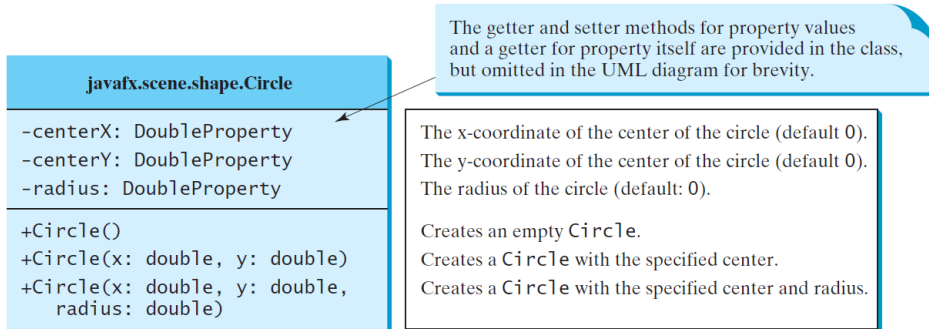 The getter and setter methods for property values
and a getter for property itself are provided in the class,
but omitted in the UML diagram for brevity.
javafx.scene.shape.Circle
-centerX: DoubleProperty
-centerY: DoubleProperty
-radius: DoubleProperty
The x-coordinate of the center of the circle (default 0).
The y-coordinate of the center of the circle (default 0).
The radius of the circle (default: 0).
+Circle()
+Circle(x: double, y: double)
+Circle(x: double, y: double,
radius: double)
Creates an empty Circle.
Creates a Circle with the specified center.
Creates a Circle with the specified center and radius.